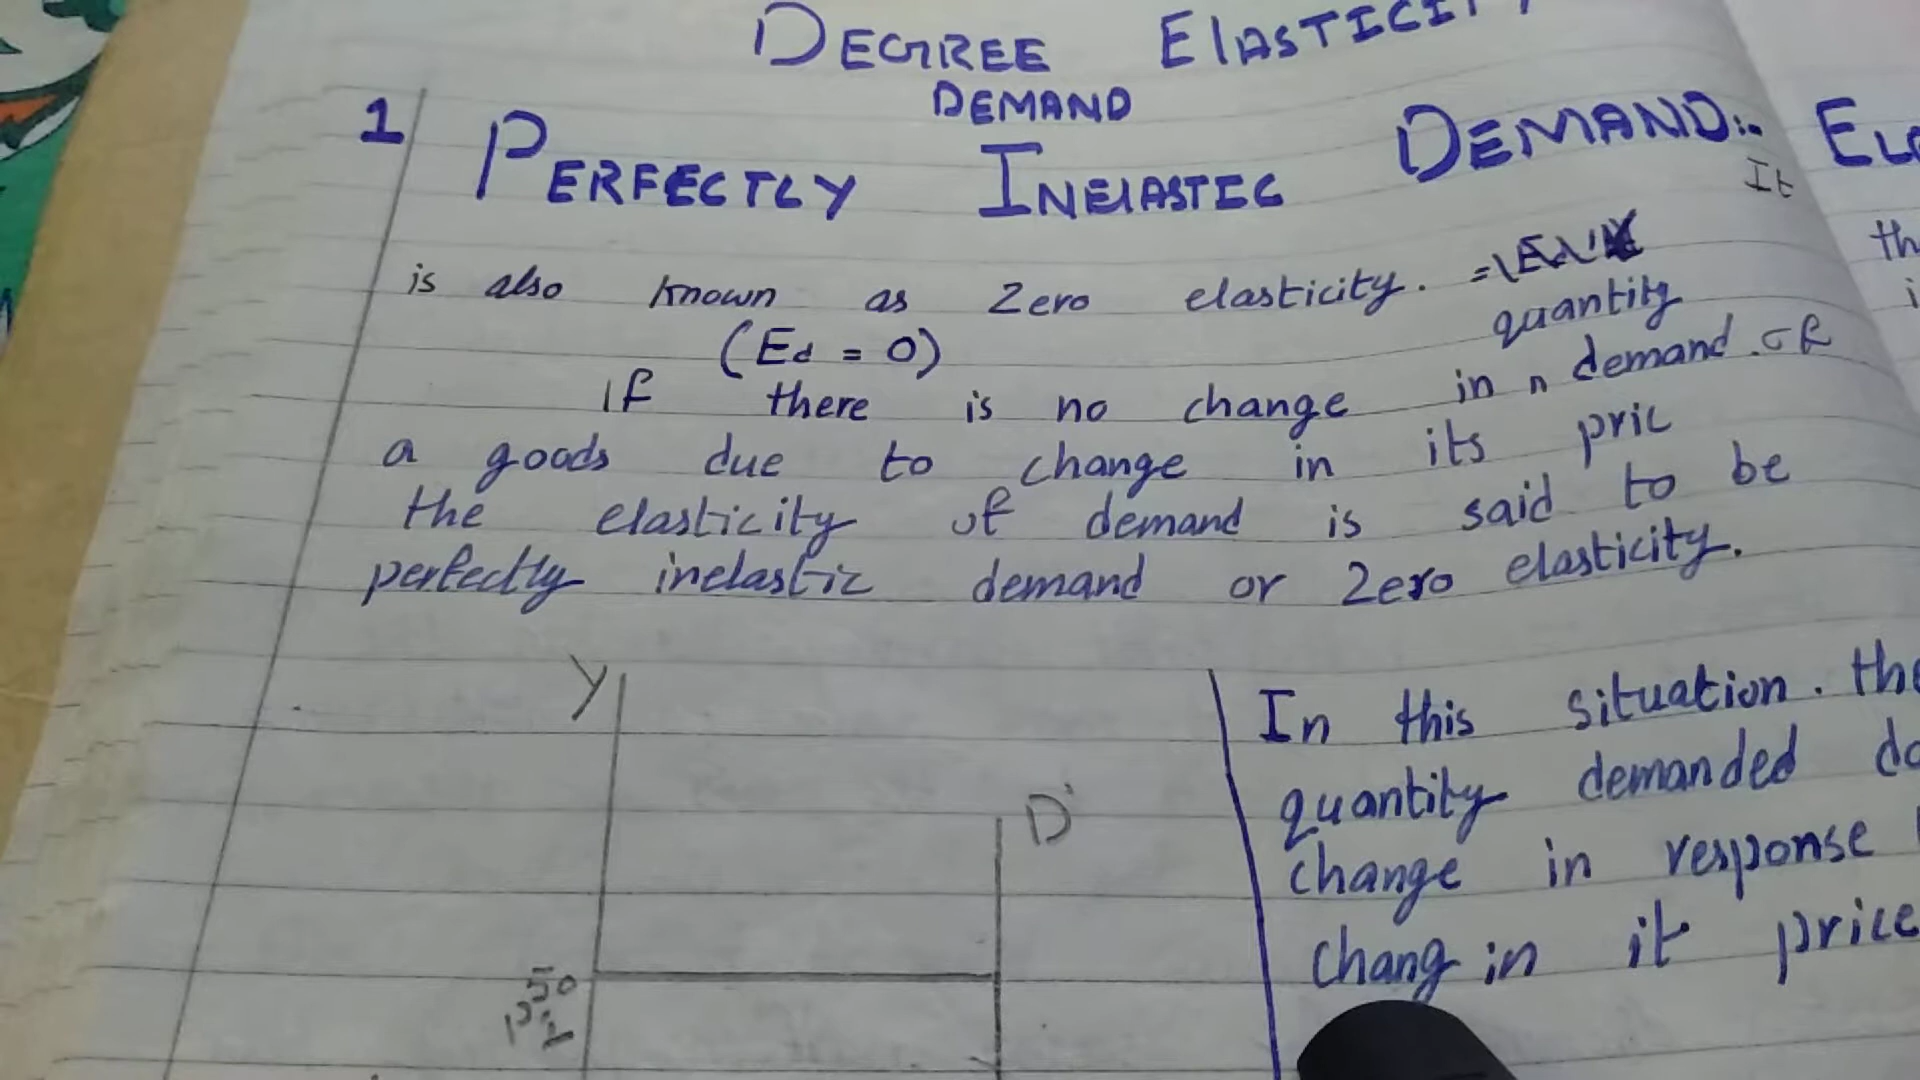 DEGREE ELASTICITY
DEMAND
1 PERFECTLY INELASTIC DEMAND:-
It
is also known as Zero elasticity.
(Ed = 0)
quantity
If there is no change in demand of
a goods due to change in its pric
the elasticity of demand is said to be
perfectly inelastic demand or Zero elasticity.
Y
D
50
In this situation. the
quantity demanded do
change in response
chang in it price